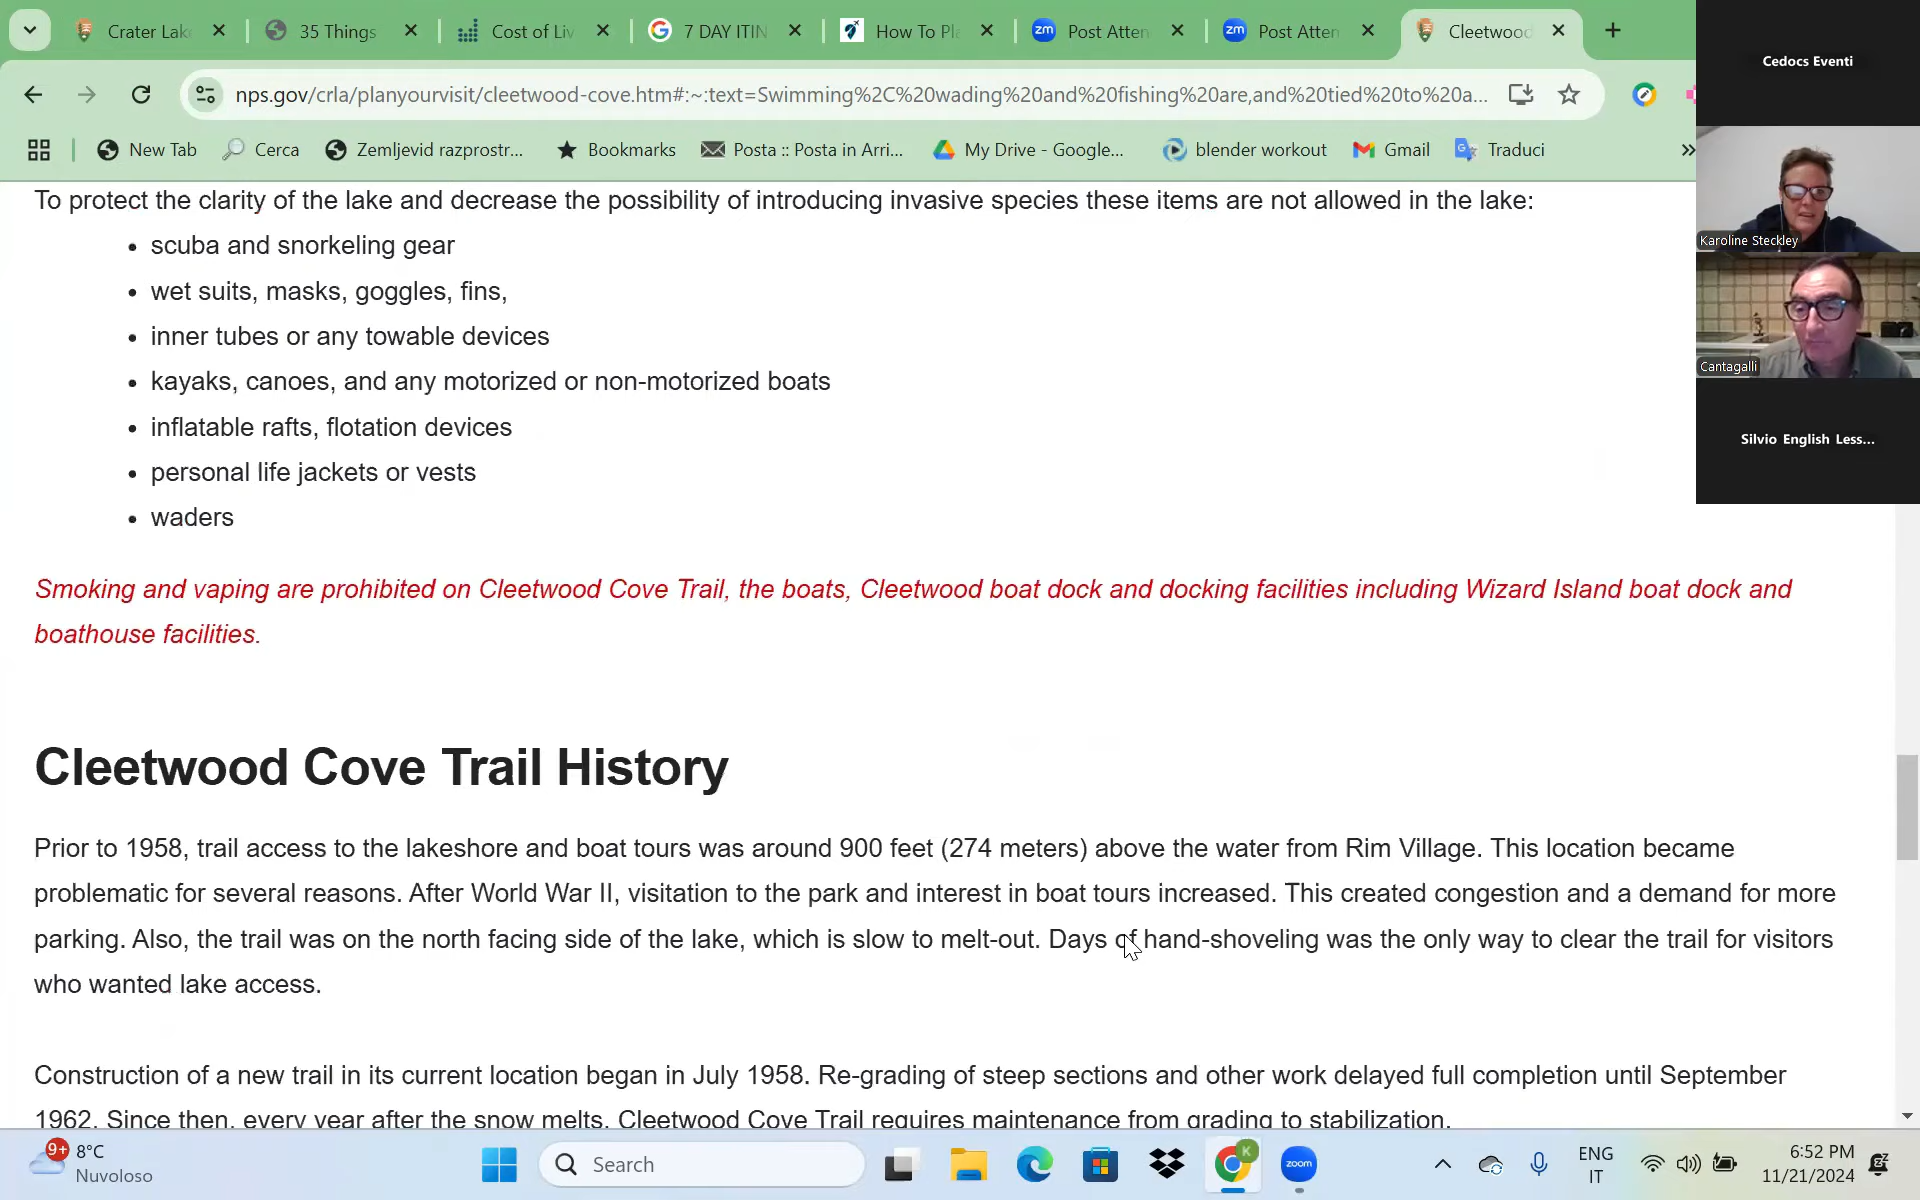 Crater Lak
35 Things
Cost of Liv
7 DAY ITIN
How To Pla
Post Atten
Post Atten
Cleetwood
nps.gov/crla/planyourvisit/cleetwood-cove.htm#:~:text=Swimming%2C%20wading%20and%20fishing%20are,and%20tied%20to%20a...
New Tab
Cerca
Zemljevid razprostr...
Bookmarks
Posta :: Posta in Arri...
My Drive - Google...
blender workout
Gmail
Traduci
»
Cedocs Eventi
Karoline Steckley
Cantagalli
Silvio English Less...
To protect the clarity of the lake and decrease the possibility of introducing invasive species these items are not allowed in the lake:
• scuba and snorkeling gear
• wet suits, masks, goggles, fins,
• inner tubes or any towable devices
• kayaks, canoes, and any motorized or non-motorized boats
• inflatable rafts, flotation devices
• personal life jackets or vests
• waders
Smoking and vaping are prohibited on Cleetwood Cove Trail, the boats, Cleetwood boat dock and docking facilities including Wizard Island boat dock and
boathouse facilities.
Cleetwood Cove Trail History
Prior to 1958, trail access to the lakeshore and boat tours was around 900 feet (274 meters) above the water from Rim Village. This location became
problematic for several reasons. After World War II, visitation to the park and interest in boat tours increased. This created congestion and a demand for more
parking. Also, the trail was on the north facing side of the lake, which is slow to melt-out. Days of hand-shoveling was the only way to clear the trail for visitors
who wanted lake access.
Construction of a new trail in its current location began in July 1958. Re-grading of steep sections and other work delayed full completion until September
1962. Since then, every year after the snow melts, Cleetwood Cove Trail requires maintenance from grading to stabilization.
9+
8°C
Nuvoloso
Search
K
zoom
ENG
IT
6:52 PM
11/21/2024